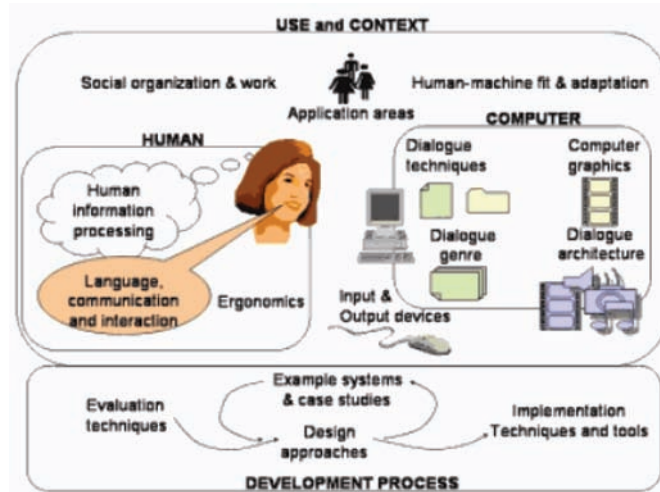 USE and CONTEXT
Social organization & work
Human-machine fit & adaptation
Application areas
HUMAN
COMPUTER
Human
information
processing
Language,
communication
and interaction
Ergonomics
Dialogue
techniques
Computer
graphics
Dialogue
genre
Dialogue
architecture
Input &
Output devices
Example systems
& case studies
Evaluation
techniques
Design
approaches
Implementation
Techniques and tools
DEVELOPMENT PROCESS